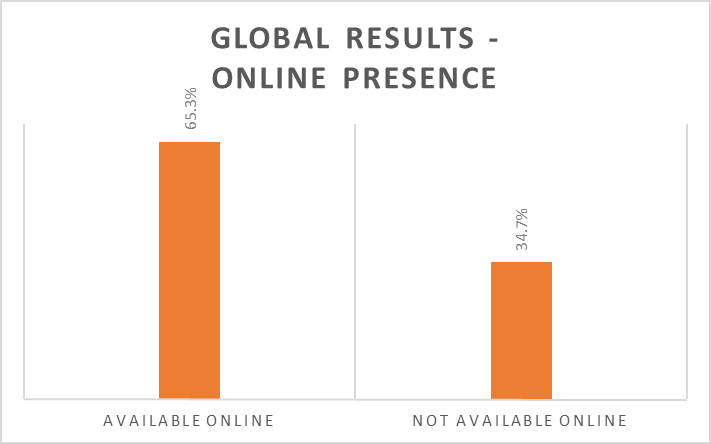 GLOBAL RESULTS -
ONLINE PRESENCE
65.3%
34.7%
AVAILABLE ONLINE
NOT AVAILABLE ONLINE